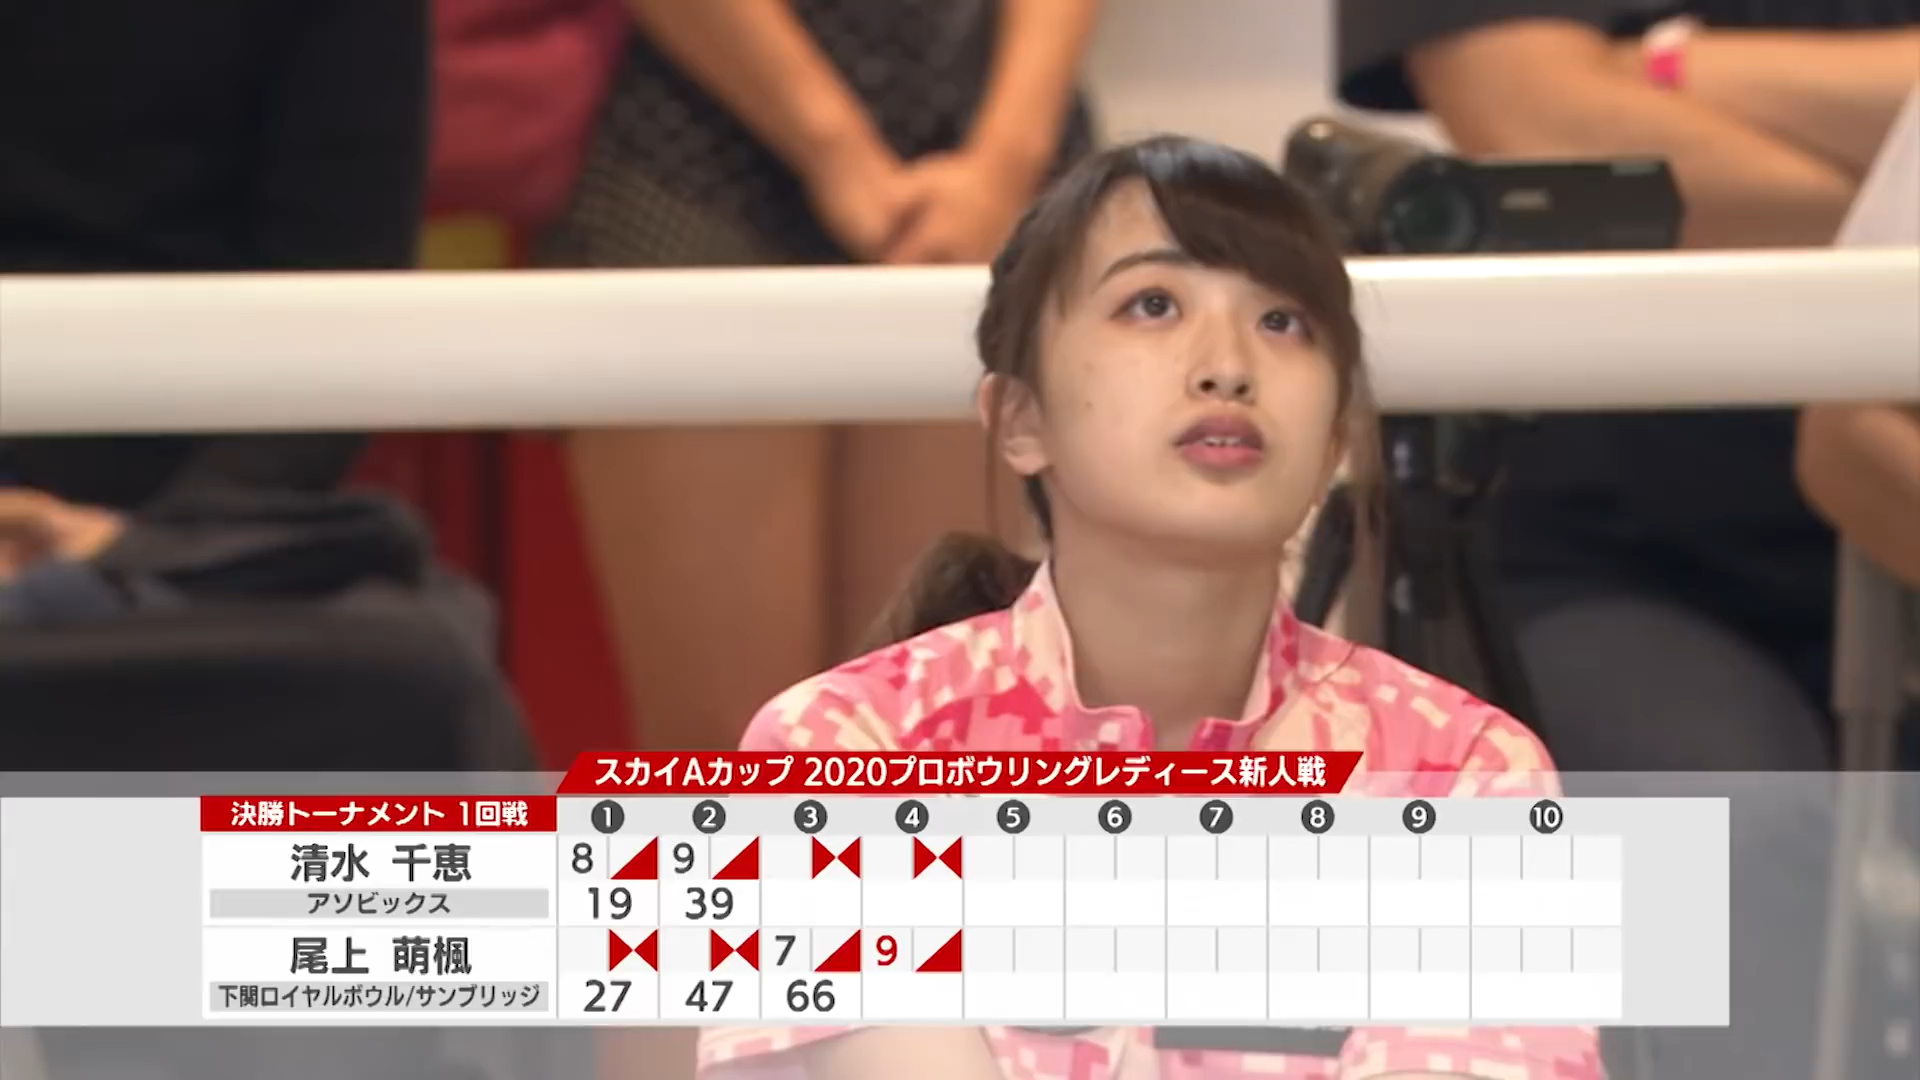 スカイAカップ 2020プロボウリングレディース新人戦
決勝トーナメント 1回戦 1 2 3 4 5 6 7 8 9 10
清水 千恵 8 9
アソビックス 19 39
尾上 萌楓 7 9
下関ロイヤルボウル/サンブリッジ 27 47 66